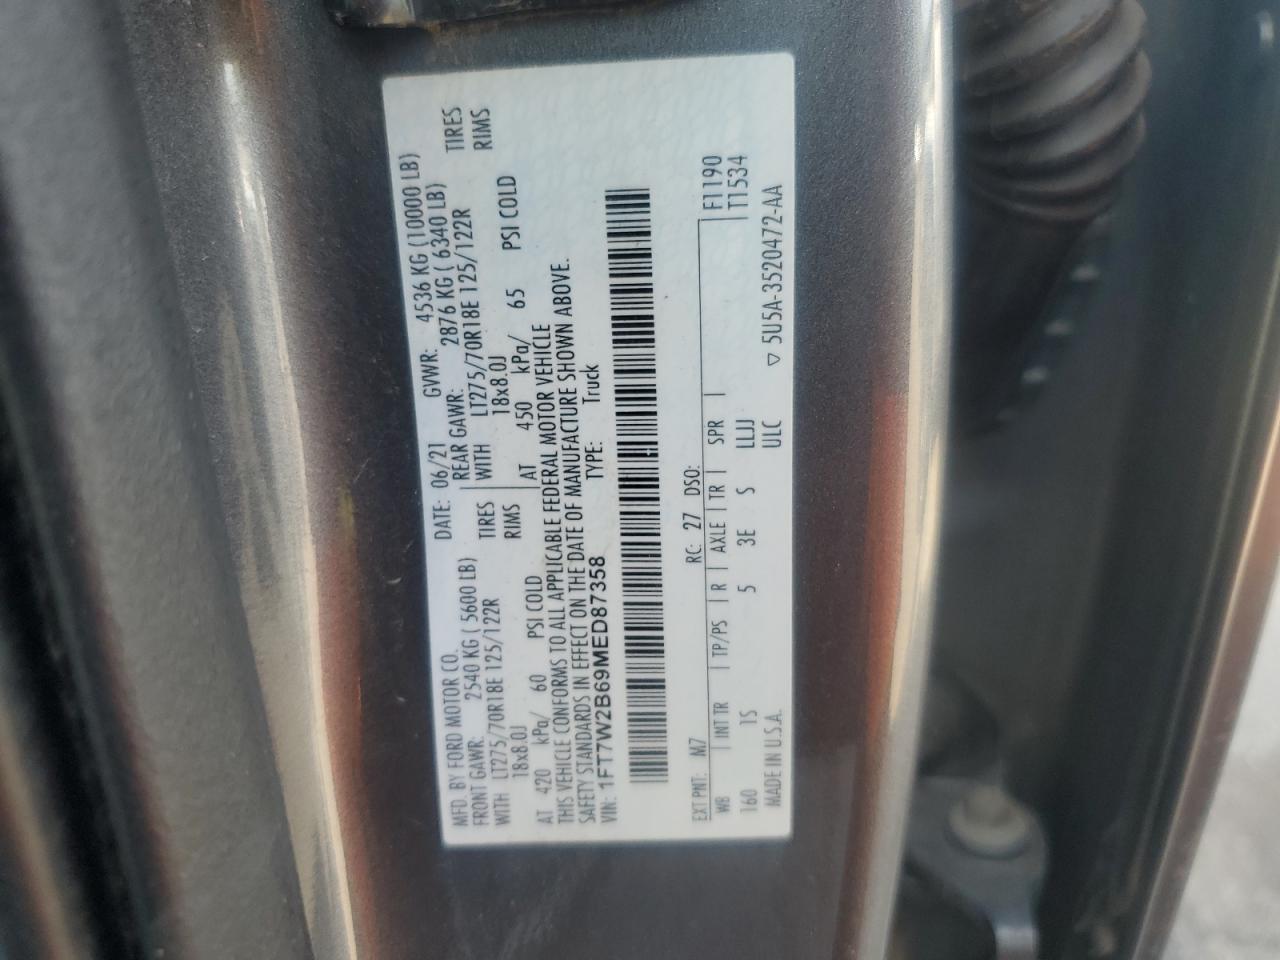 MFD. BY FORD MOTOR CO. DATE: 06/21 GVWR: 4536 KG (10000 LB)
FRONT GAWR: 2540 KG ( 5600 LB) REAR GAWR: 2876 KG ( 6340 LB)
WITH LT275/70R18E 125/122R TIRES WITH LT275/70R18E 125/122R TIRES
18x8.0J RIMS 18x8.0J RIMS
AT 420 kPa/ 60 PSI COLD AT 450 kPa/ 65 PSI COLD
THIS VEHICLE CONFORMS TO ALL APPLICABLE FEDERAL MOTOR VEHICLE
SAFETY STANDARDS IN EFFECT ON THE DATE OF MANUFACTURE SHOWN ABOVE.
VIN: 1FT7W2B69MED87358 TYPE: Truck
EXT PNT: M7 RC: 27 DSO:
WB INT TR TP/PS R AXLE TR SPR F1190
160 1S 5 3E S LLJJ T1534
MADE IN U.S.A. ULC ▽ 5U5A-3520472-AA